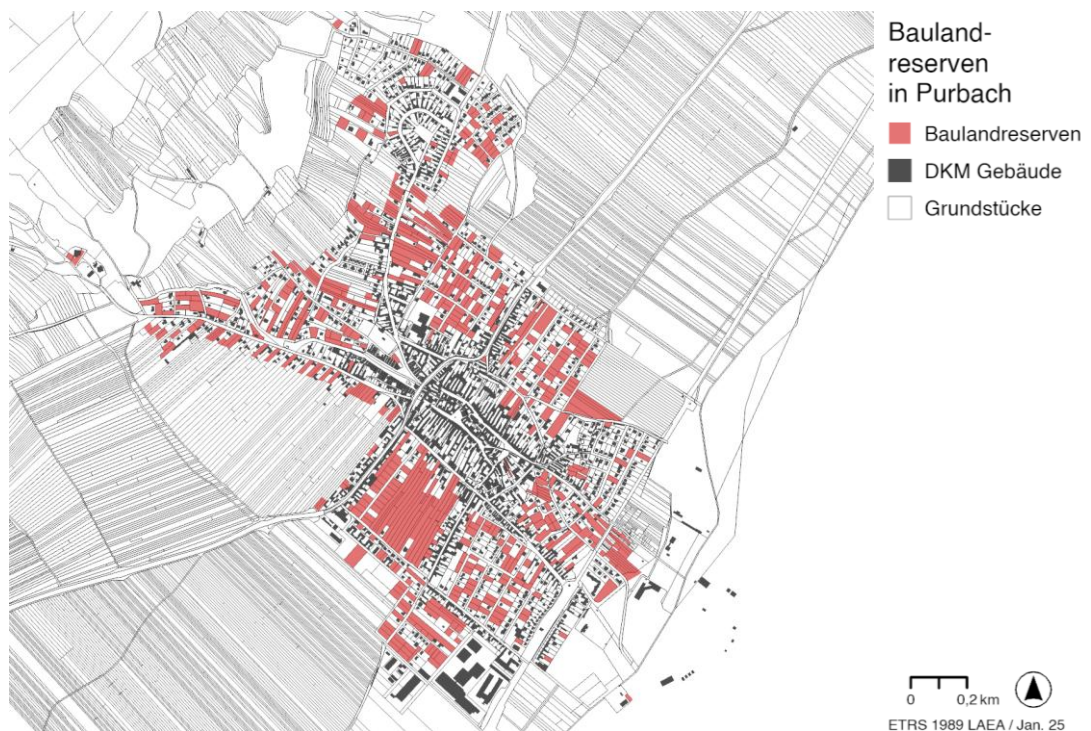 Bauland-
reserven
in Purbach
Baulandreserven
DKM Gebäude
Grundstücke
0 0,2 km
ETRS 1989 LAEA / Jan. 25